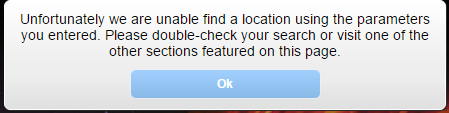 Unfortunately we are unable find a location using the parameters
you entered. Please double-check your search or visit one of the
other sections featured on this page.
Ok